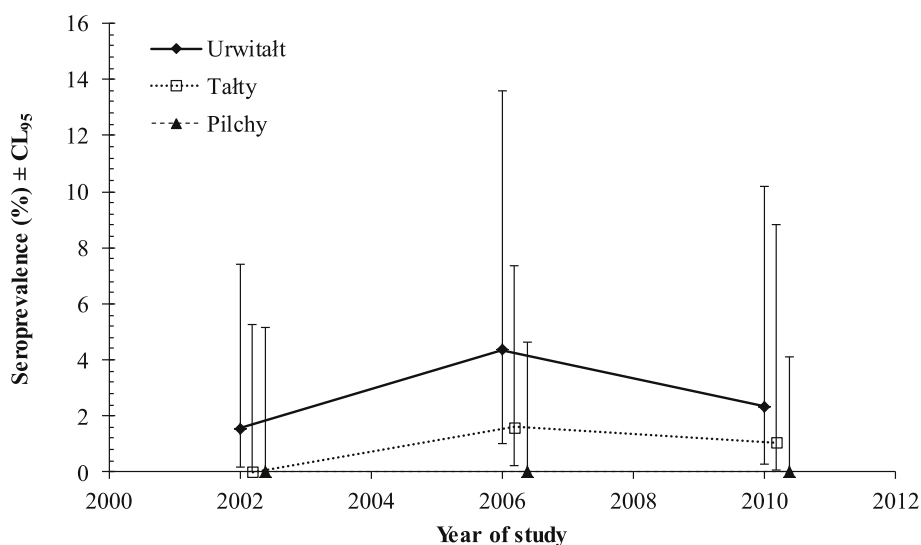 16
14
12
10
8
6
4
2
0
Seroprevalence (%) ± CL95
Urwitałt
Tałty
Pilchy
2000 2002 2004 2006 2008 2010 2012
Year of study